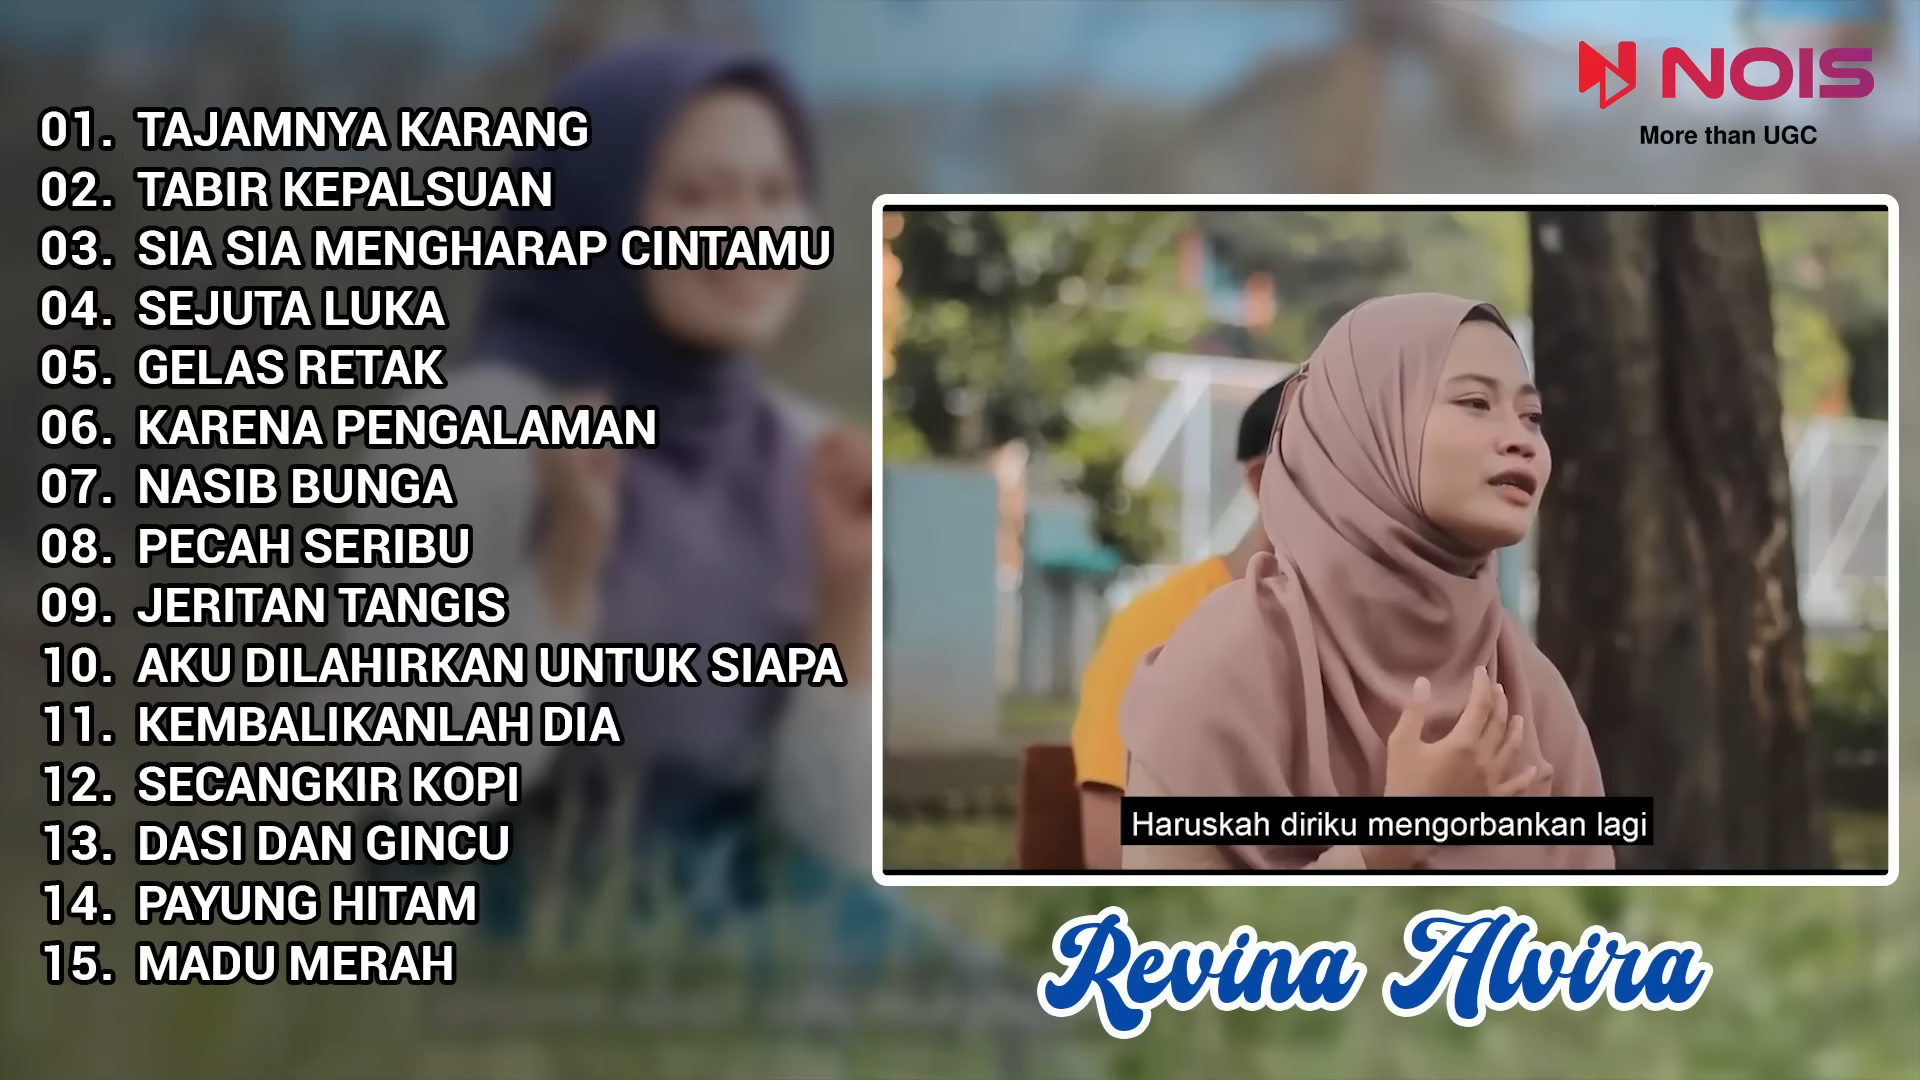 01. TAJAMNYA KARANG
02. TABIR KEPALSUAN
03. SIA SIA MENGHARAP CINTAMU
04. SEJUTA LUKA
05. GELAS RETAK
06. KARENA PENGALAMAN
07. NASIB BUNGA
08. PECAH SERIBU
09. JERITAN TANGIS
10. AKU DILAHIRKAN UNTUK SIAPA
11. KEMBALIKANLAH DIA
12. SECANGKIR KOPI
13. DASI DAN GINCU
14. PAYUNG HITAM
15. MADU MERAH
NOIS
More than UGC
Haruskah diriku mengorbankan lagi
Revina Alvira